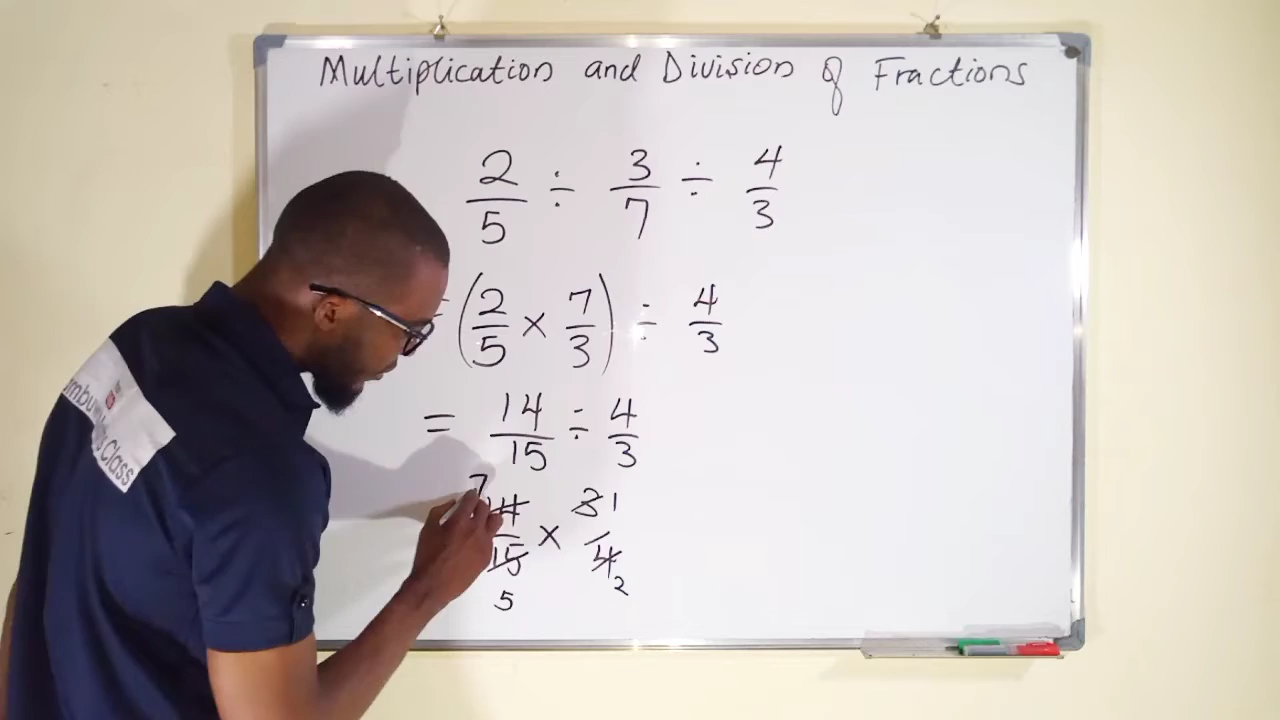 Multiplication and Division of Fractions
2/5 ÷ 3/7 ÷ 4/3
= (2/5 × 7/3) ÷ 4/3
= 14/15 ÷ 4/3
7 14/15 5 × 3 1/4 2
Class